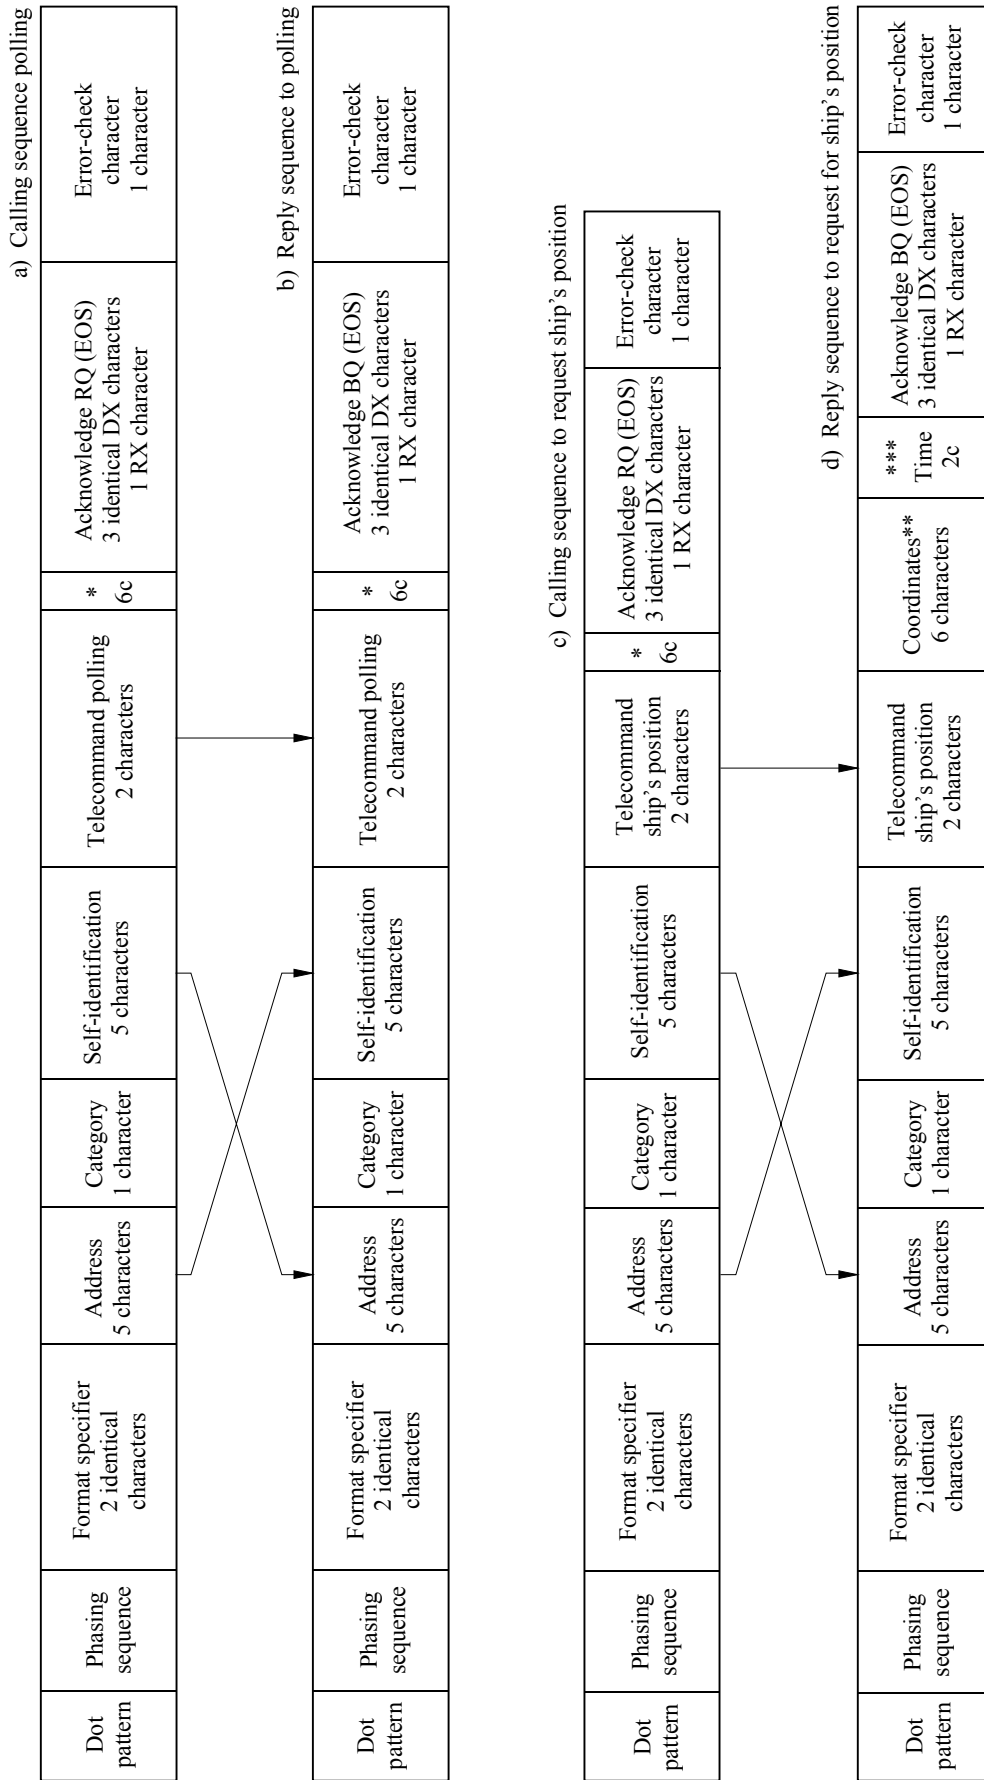 a) Calling sequence polling
Dot
pattern
Phasing
sequence
Format specifier
2 identical
characters
Address
5 characters
Category
1 character
Self-identification
5 characters
Telecommand polling
2 characters
*
6c
Acknowledge RQ (EOS)
3 identical DX characters
1 RX character
Error-check
character
1 character
b) Reply sequence to polling
Dot
pattern
Phasing
sequence
Format specifier
2 identical
characters
Address
5 characters
Category
1 character
Self-identification
5 characters
Telecommand polling
2 characters
*
6c
Acknowledge BQ (EOS)
3 identical DX characters
1 RX character
Error-check
character
1 character
c) Calling sequence to request ship’s position
Dot
pattern
Phasing
sequence
Format specifier
2 identical
characters
Address
5 characters
Category
1 character
Self-identification
5 characters
Telecommand
ship’s position
2 characters
*
6c
Acknowledge RQ (EOS)
3 identical DX characters
1 RX character
Error-check
character
1 character
d) Reply sequence to request for ship’s position
Dot
pattern
Phasing
sequence
Format specifier
2 identical
characters
Address
5 characters
Category
1 character
Self-identification
5 characters
Telecommand
ship’s position
2 characters
Coordinates**
6 characters
***
Time
2c
Acknowledge BQ (EOS)
3 identical DX characters
1 RX character
Error-check
character
1 character